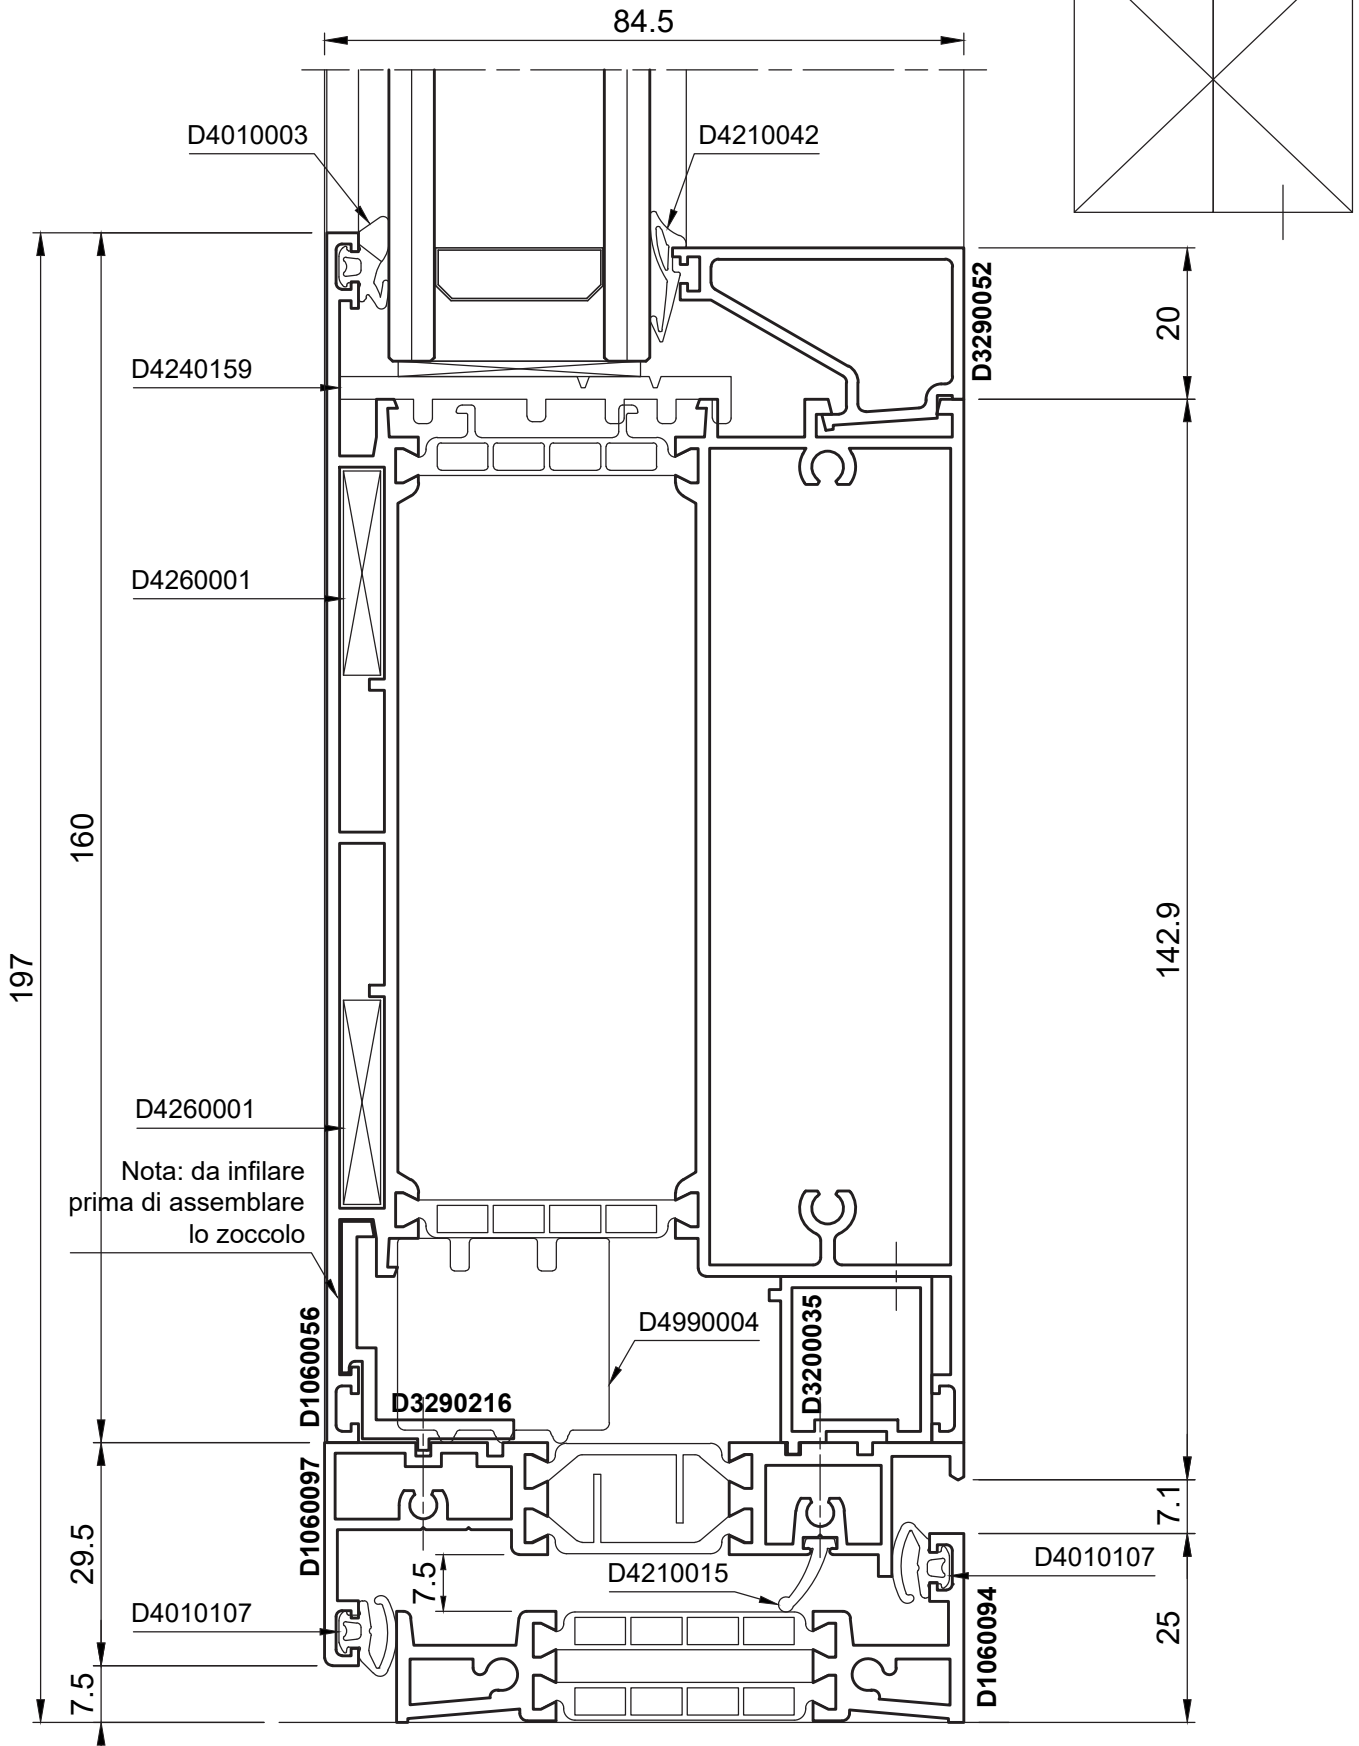 84.5
D4010003
D4210042
D3290052
20
D4240159
D4260001
160
142.9
197
D4260001
Nota: da infilare
prima di assemblare
lo zoccolo
D1060056
D4990004
D3200035
D3290216
D1060097
29.5
7.1
7.5
D4210015
D4010107
D4010107
D1060094
25
7.5